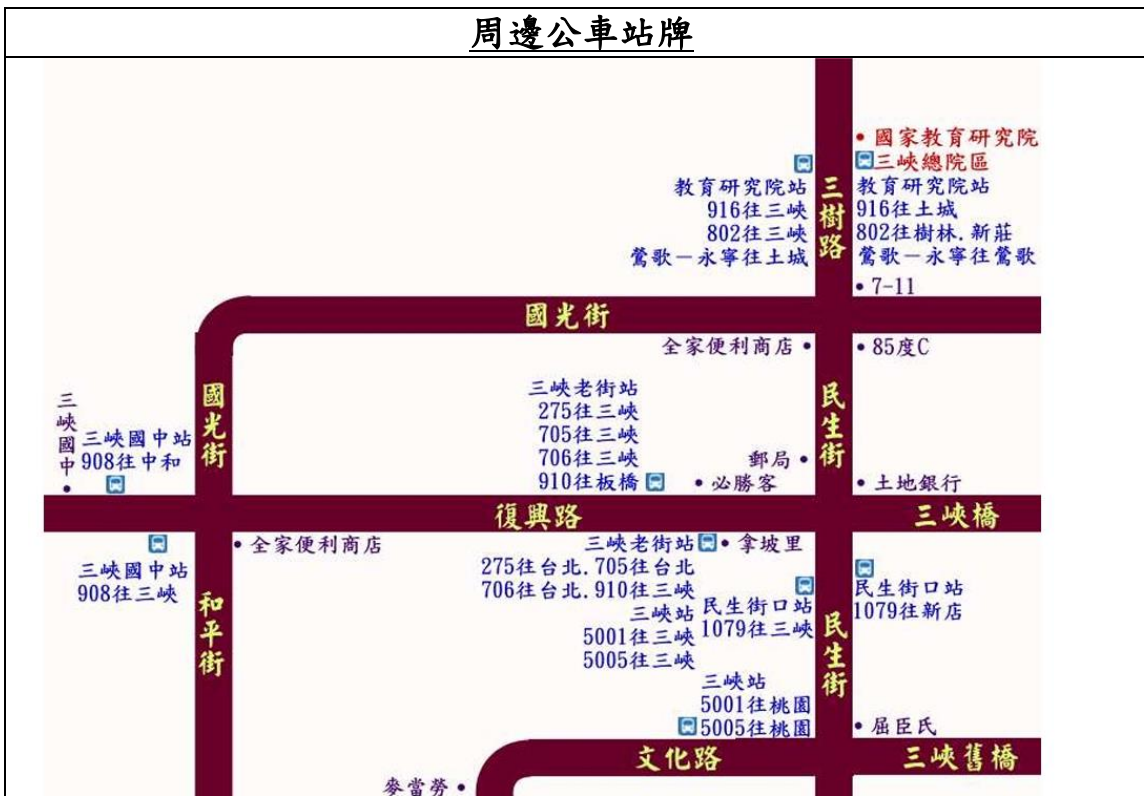 周邊公車站牌
• 國家教育研究院
三峽總院區
教育研究院站
916往三峽
802往三峽
鶯歌－永寧往土城
三樹路
教育研究院站
916往土城
802往樹林.新莊
鶯歌－永寧往鶯歌
• 7-11
國光街
全家便利商店 •
• 85度C
國光街
三峽國中 •
三峽國中站
908往中和
三峽老街站
275往三峽
705往三峽
706往三峽
910往板橋
民生街
郵局 •
• 必勝客
• 土地銀行
復興路
三峽橋
三峽國中站
908往三峽
• 全家便利商店
和平街
三峽老街站
• 拿坡里
275往台北.705往台北
706往台北.910往三峽
三峽站
5001往三峽
5005往三峽
民生街口站
1079往三峽
民生街口站
1079往新店
民生街
三峽站
5001往桃園
5005往桃園
• 屈臣氏
文化路
三峽舊橋
麥當勞 •